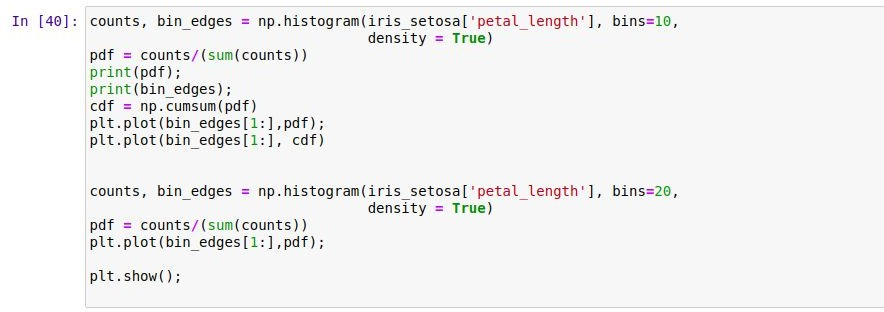 In [40]: counts, bin_edges = np.histogram(iris_setosa['petal_length'], bins=10,
                                 density = True)
pdf = counts/(sum(counts))
print(pdf);
print(bin_edges);
cdf = np.cumsum(pdf)
plt.plot(bin_edges[1:],pdf);
plt.plot(bin_edges[1:], cdf)


counts, bin_edges = np.histogram(iris_setosa['petal_length'], bins=20,
                                 density = True)
pdf = counts/(sum(counts))
plt.plot(bin_edges[1:],pdf);

plt.show();